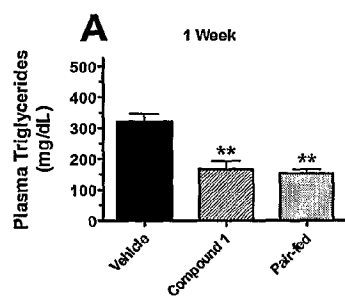 A
1 Week
Plasma Triglycerides
(mg/dL)
500
400
300
200
100
0
**
**
Vehicle
Compound 1
Pair-fed